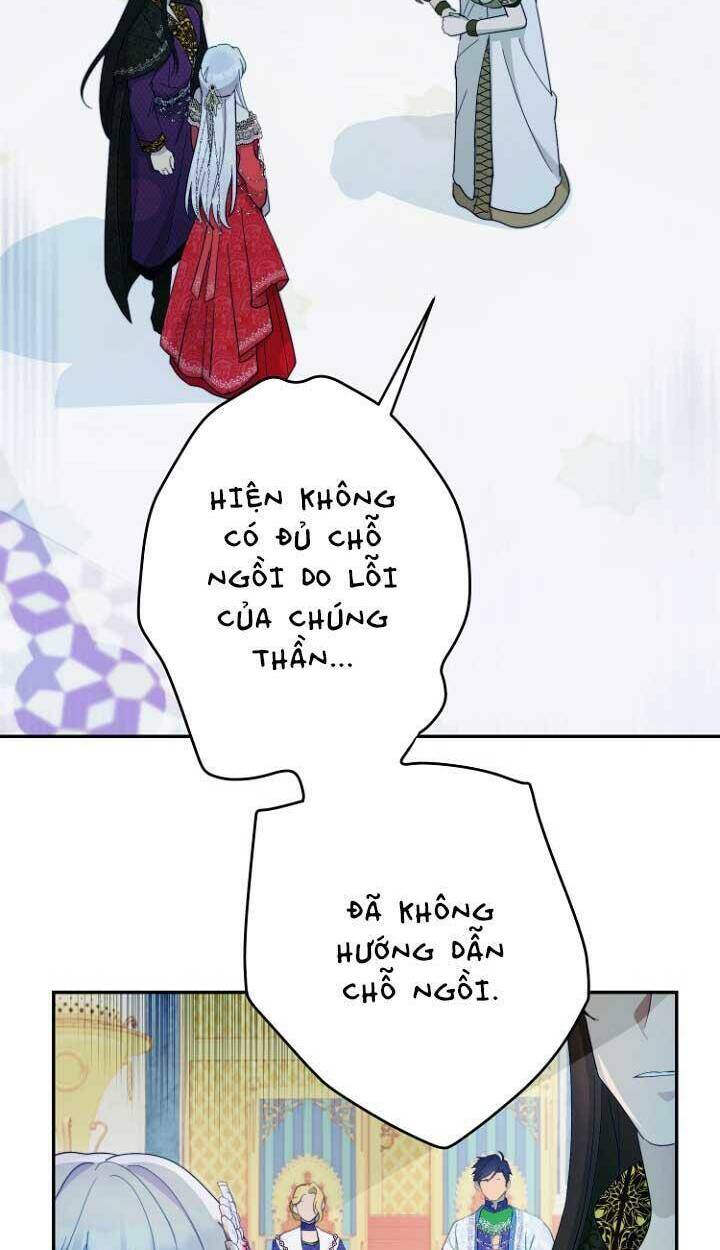 HIỆN KHÔNG
CÓ ĐỦ CHỖ
NGỒI DO LỖI
CỦA CHÚNG
THẦN...
ĐÃ KHÔNG
HƯỚNG DẪN
CHỖ NGỒI.